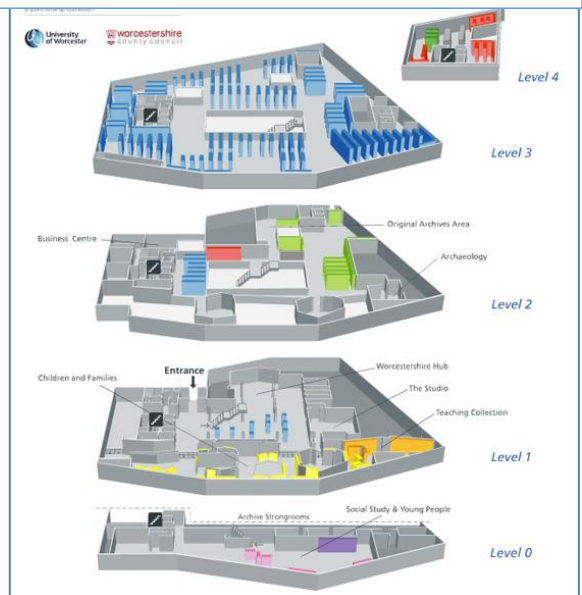 University
of Worcester
worcestershire
county council
Level 4
Level 3
Business Centre
Original Archives Area
Archaeology
Level 2
Children and Families
Entrance
Worcestershire Hub
The Studio
Teaching Collection
Level 1
Archive Strongrooms
Social Study & Young People
Level 0